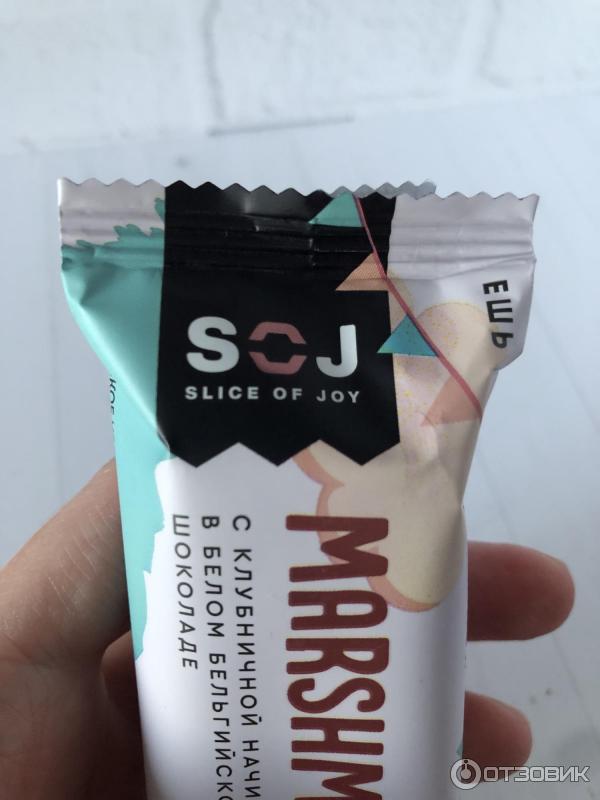 SOJ
SLICE OF JOY
ЕШЬ
MARSHM
С КЛУБНИЧНОЙ НАЧИ
В БЕЛОМ БЕЛЬГИЙСКО
ШОКОЛАДЕ
ОТЗОВИК